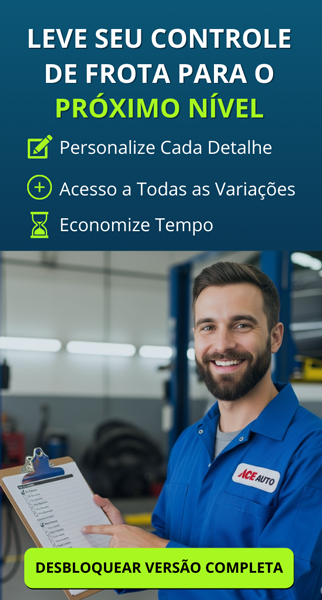 LEVE SEU CONTROLE
DE FROTA PARA O
PRÓXIMO NÍVEL
Personalize Cada Detalhe
Acesso a Todas as Variações
Economize Tempo
ACE AUTO
DESBLOQUEAR VERSÃO COMPLETA